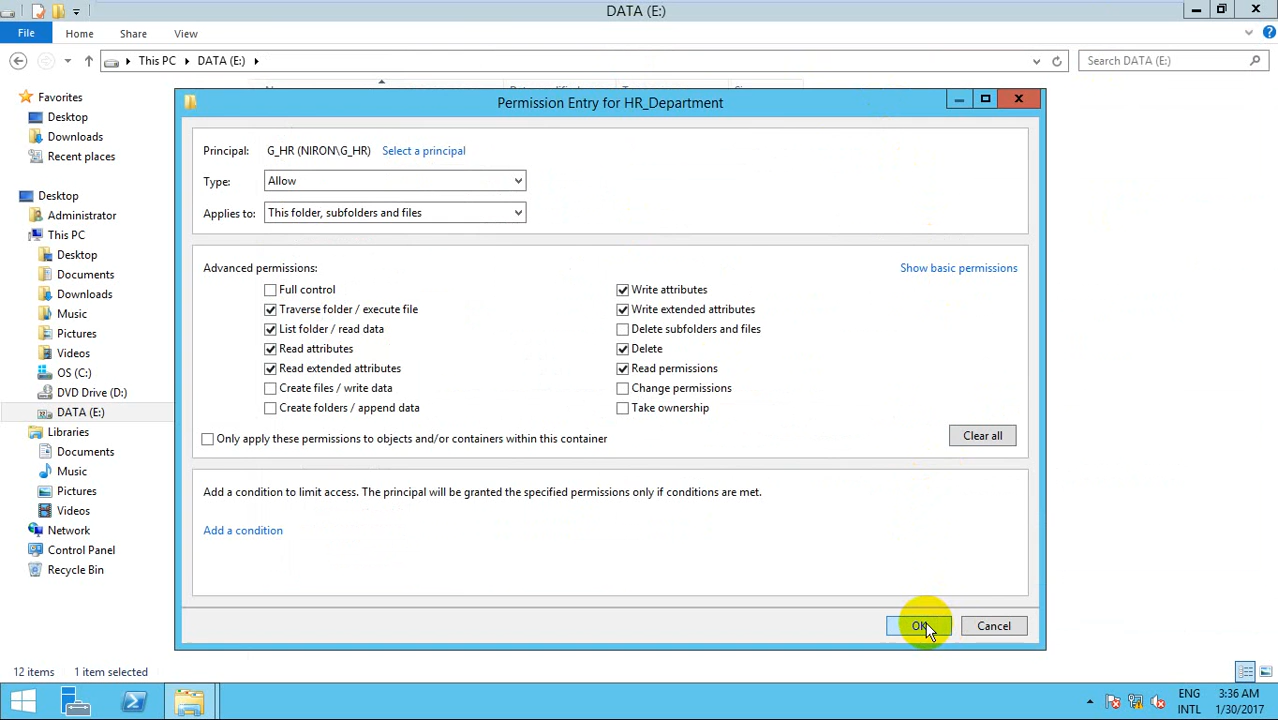 DATA (E:)
File Home Share View
This PC DATA (E:) Search DATA (E:)
Favorites
Desktop
Downloads
Recent places
Desktop
Administrator
This PC
Desktop
Documents
Downloads
Music
Pictures
Videos
OS (C:)
DVD Drive (D:)
DATA (E:)
Libraries
Documents
Music
Pictures
Videos
Network
Control Panel
Recycle Bin
Permission Entry for HR_Department
Principal: G_HR (NIRON\G_HR) Select a principal
Type: Allow
Applies to: This folder, subfolders and files
Advanced permissions: Show basic permissions
Full control Write attributes
Traverse folder / execute file Write extended attributes
List folder / read data Delete subfolders and files
Read attributes Delete
Read extended attributes Read permissions
Create files / write data Change permissions
Create folders / append data Take ownership
Only apply these permissions to objects and/or containers within this container Clear all
Add a condition to limit access. The principal will be granted the specified permissions only if conditions are met.
Add a condition
OK Cancel
12 items 1 item selected
ENG 3:36 AM
INTL 1/30/2017